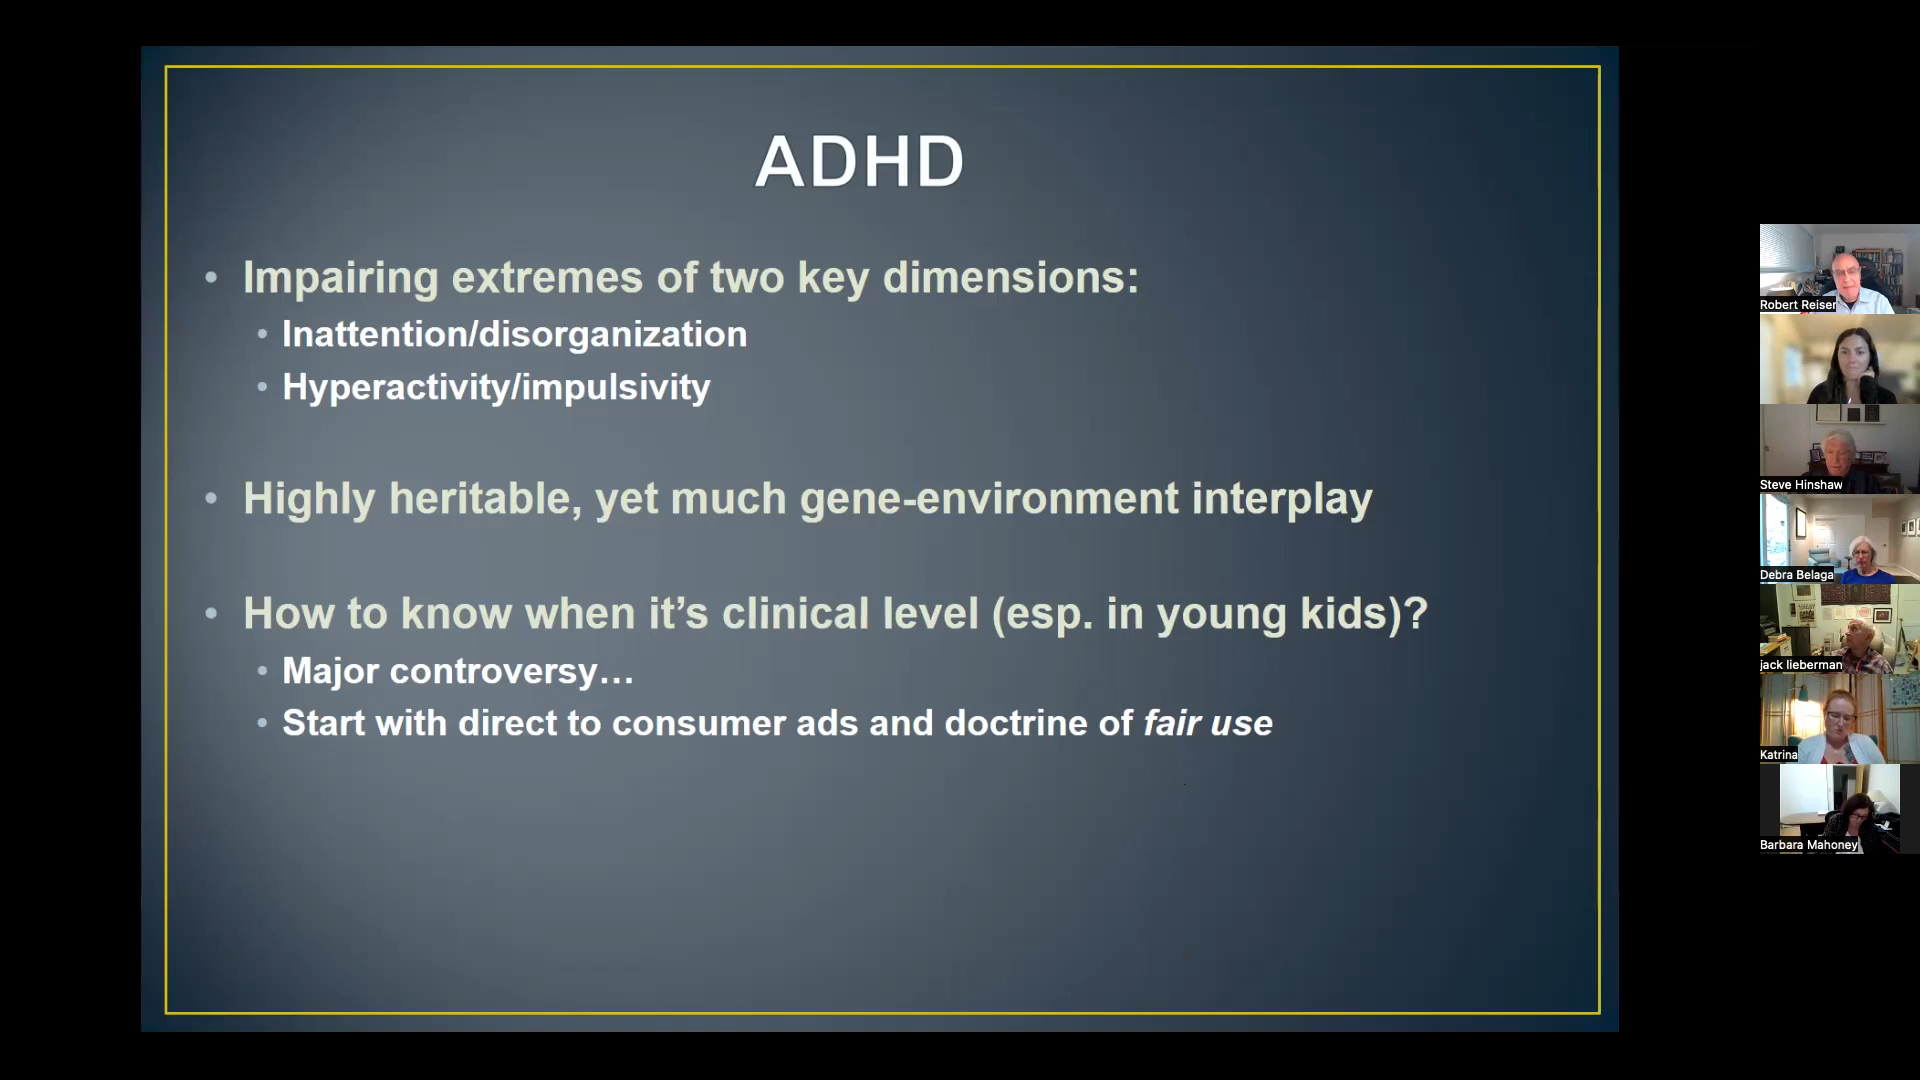 ADHD
• Impairing extremes of two key dimensions:
• Inattention/disorganization
• Hyperactivity/impulsivity
• Highly heritable, yet much gene-environment interplay
• How to know when it’s clinical level (esp. in young kids)?
• Major controversy…
• Start with direct to consumer ads and doctrine of fair use
Robert Reiser
Steve Hinshaw
Debra Belaga
jack lieberman
Katrina
Barbara Mahoney